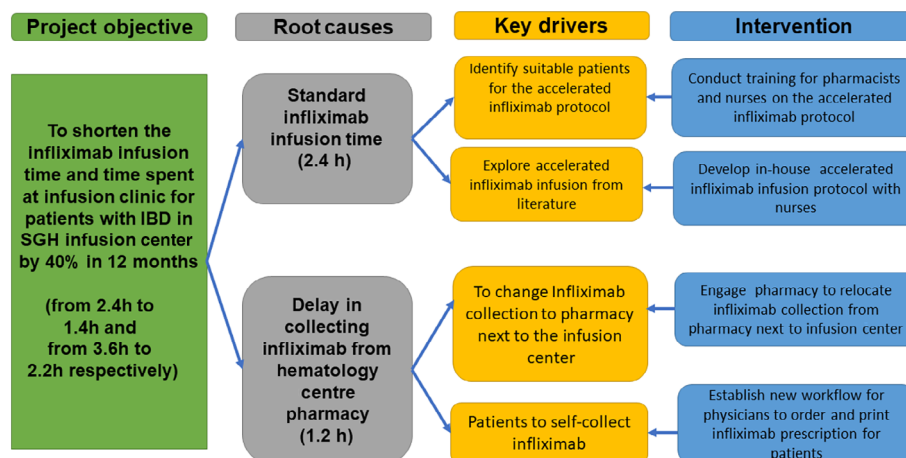 Project objective
Root causes
Key drivers
Intervention
To shorten the
infliximab infusion
time and time spent
at infusion clinic for
patients with IBD in
SGH infusion center
by 40% in 12 months
(from 2.4h to
1.4h and
from 3.6h to
2.2h respectively)
Standard
infliximab
infusion time
(2.4 h)
Delay in
collecting
infliximab from
hematology
centre
pharmacy
(1.2 h)
Identify suitable patients
for the accelerated
infliximab protocol
Explore accelerated
infliximab infusion from
literature
To change Infliximab
collection to pharmacy
next to the infusion
center
Patients to self-collect
infliximab
Conduct training for pharmacists
and nurses on the accelerated
infliximab protocol
Develop in-house accelerated
infliximab infusion protocol with
nurses
Engage pharmacy to relocate
infliximab collection from
pharmacy next to infusion center
Establish new workflow for
physicians to order and print
infliximab prescription for
patients